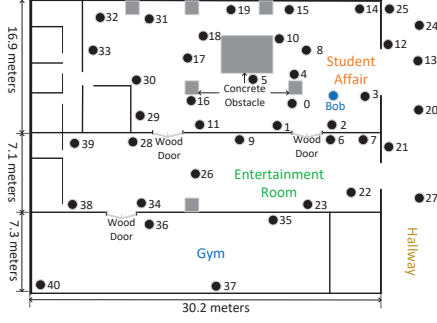 16.9 meters
7.1 meters
7.3 meters
32
31
19
15
14
25
24
33
18
10
8
12
13
17
Student
Affair
30
5
4
Concrete
Obstacle
16
0
Bob
3
20
29
11
1
2
39
28
Wood
Door
9
Wood
Door
6
7
21
26
Entertainment
Room
22
27
38
34
23
Wood
Door
36
35
Gym
Hallway
40
37
30.2 meters